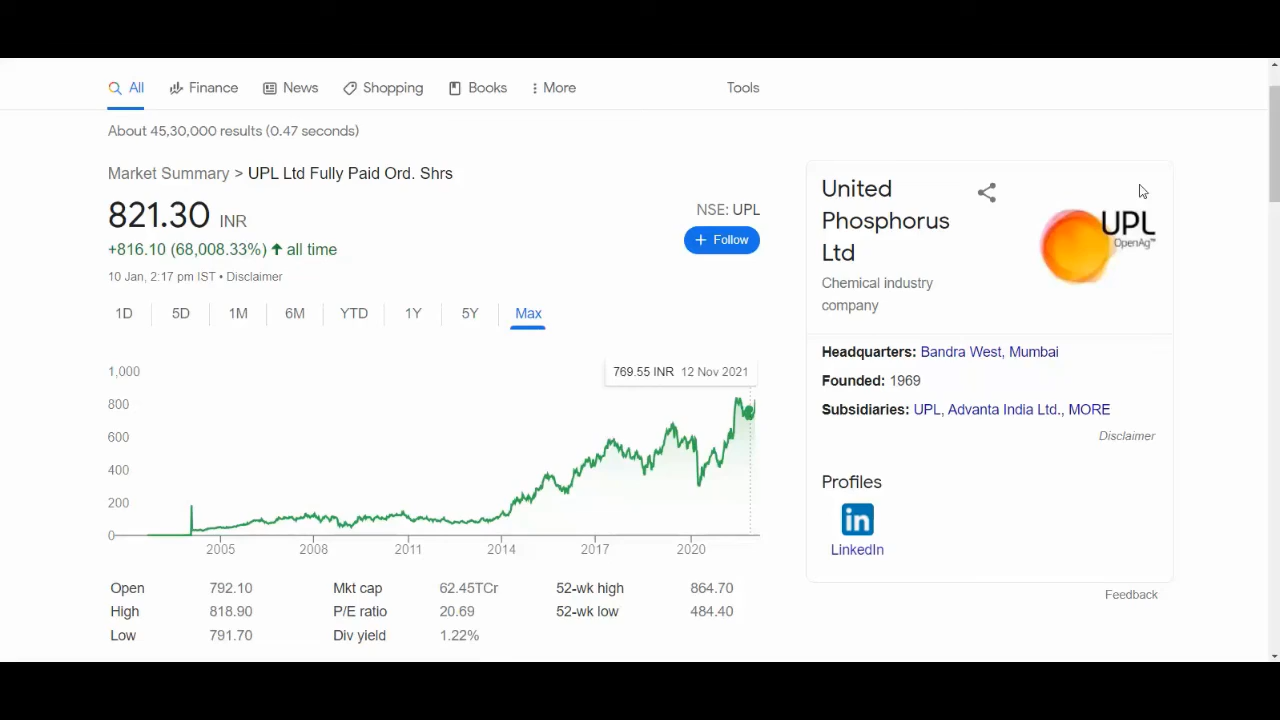 All Finance News Shopping Books More Tools
About 45,30,000 results (0.47 seconds)
Market Summary > UPL Ltd Fully Paid Ord. Shrs
821.30 INR
+816.10 (68,008.33%) ↑ all time
10 Jan, 2:17 pm IST • Disclaimer
NSE: UPL
+ Follow
1D 5D 1M 6M YTD 1Y 5Y Max
769.55 INR 12 Nov 2021
1,000
800
600
400
200
0
2005 2008 2011 2014 2017 2020
Open 792.10 Mkt cap 62.45TCr 52-wk high 864.70
High 818.90 P/E ratio 20.69 52-wk low 484.40
Low 791.70 Div yield 1.22%
United
Phosphorus
Ltd
Chemical industry
company
UPL
OpenAg™
Headquarters: Bandra West, Mumbai
Founded: 1969
Subsidiaries: UPL, Advanta India Ltd., MORE
Disclaimer
Profiles
in
LinkedIn
Feedback